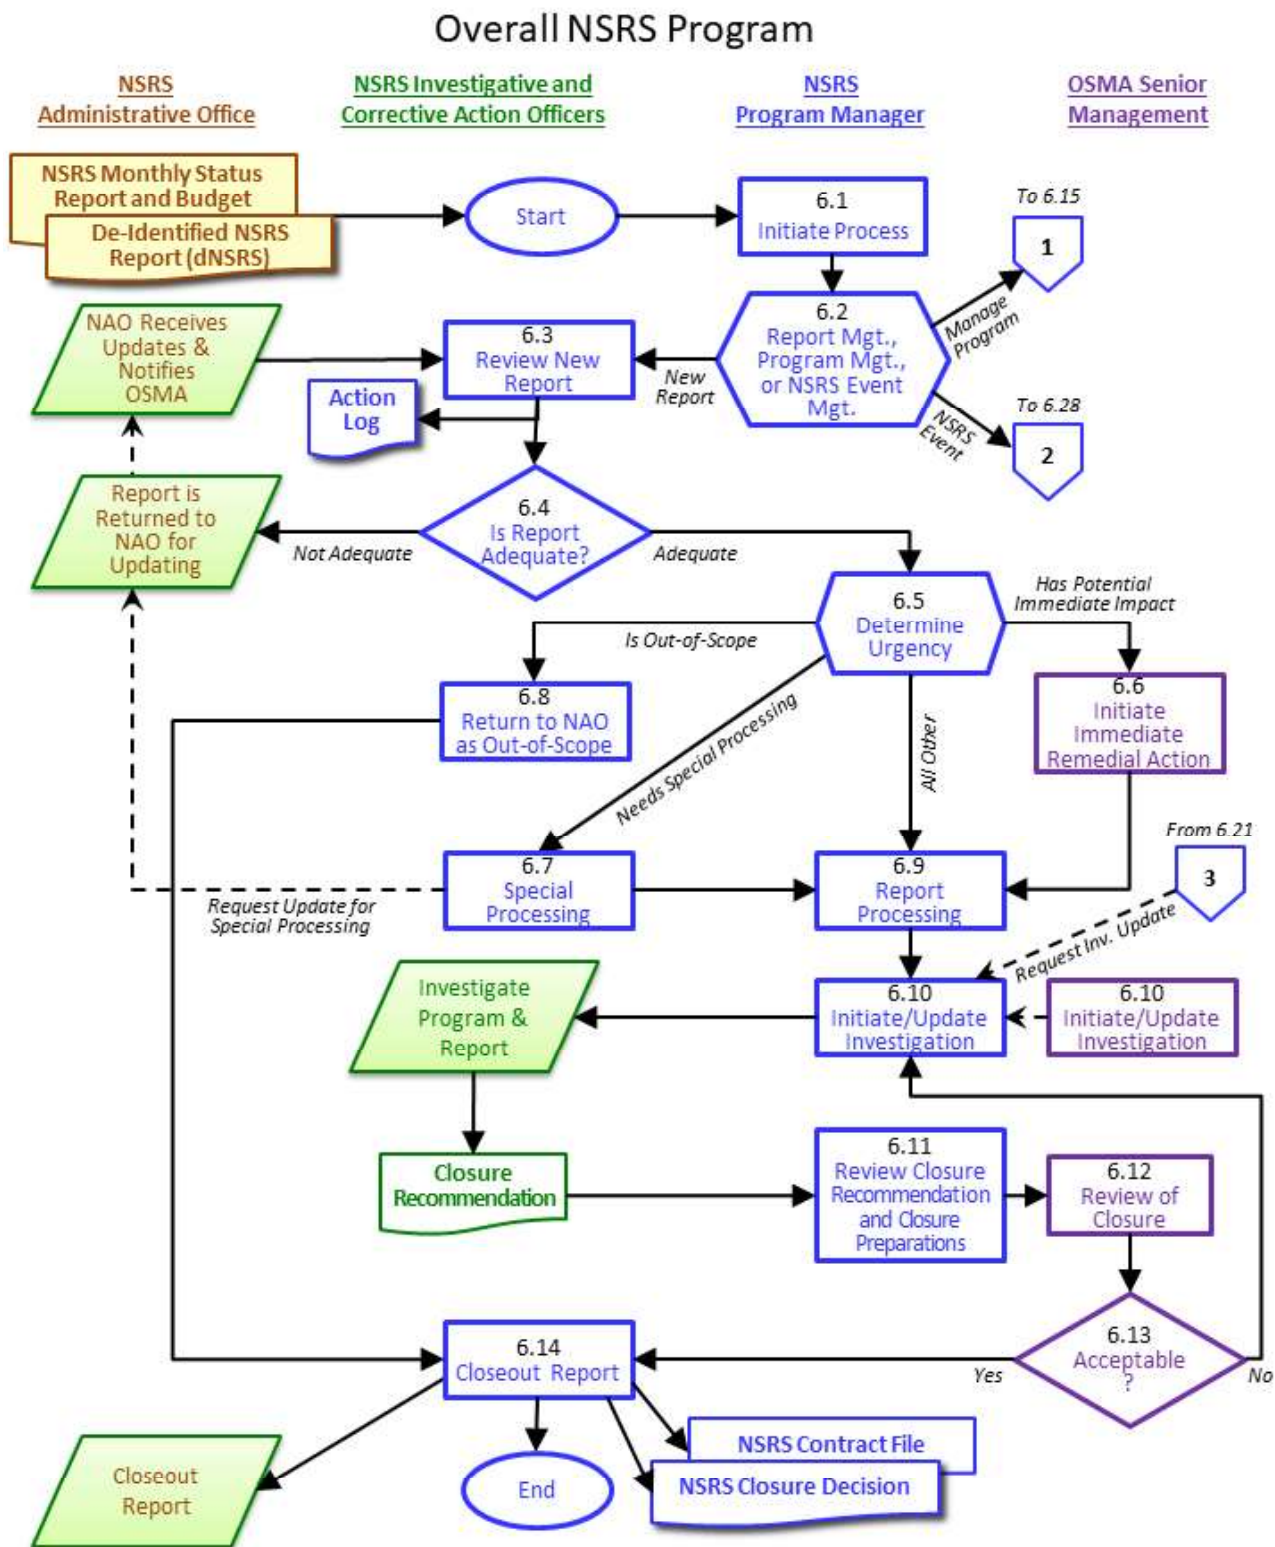 Overall NSRS Program
NSRS
Administrative Office
NSRS Investigative and
Corrective Action Officers
NSRS
Program Manager
OSMA Senior
Management
NSRS Monthly Status
Report and Budget
De-Identified NSRS
Report (dNSRS)
Start
6.1
Initiate Process
To 6.15
1
Manage
Program
6.2
Report Mgt.,
Program Mgt.,
or NSRS Event
Mgt.
New
Report
NSRS
Event
To 6.28
2
NAO Receives
Updates &
Notifies
OSMA
6.3
Review New
Report
Action
Log
Report is
Returned to
NAO for
Updating
Not Adequate
6.4
Is Report
Adequate?
Adequate
6.5
Determine
Urgency
Has Potential
Immediate Impact
Is Out-of-Scope
Needs Special Processing
All Other
6.6
Initiate
Immediate
Remedial Action
6.8
Return to NAO
as Out-of-Scope
From 6.21
3
6.7
Special
Processing
6.9
Report
Processing
Request Update for
Special Processing
Request Inv. Update
Investigate
Program &
Report
6.10
Initiate/Update
Investigation
6.10
Initiate/Update
Investigation
Closure
Recommendation
6.11
Review Closure
Recommendation
and Closure
Preparations
6.12
Review of
Closure
6.13
Acceptable
?
Yes
No
6.14
Closeout Report
Closeout
Report
End
NSRS Contract File
NSRS Closure Decision